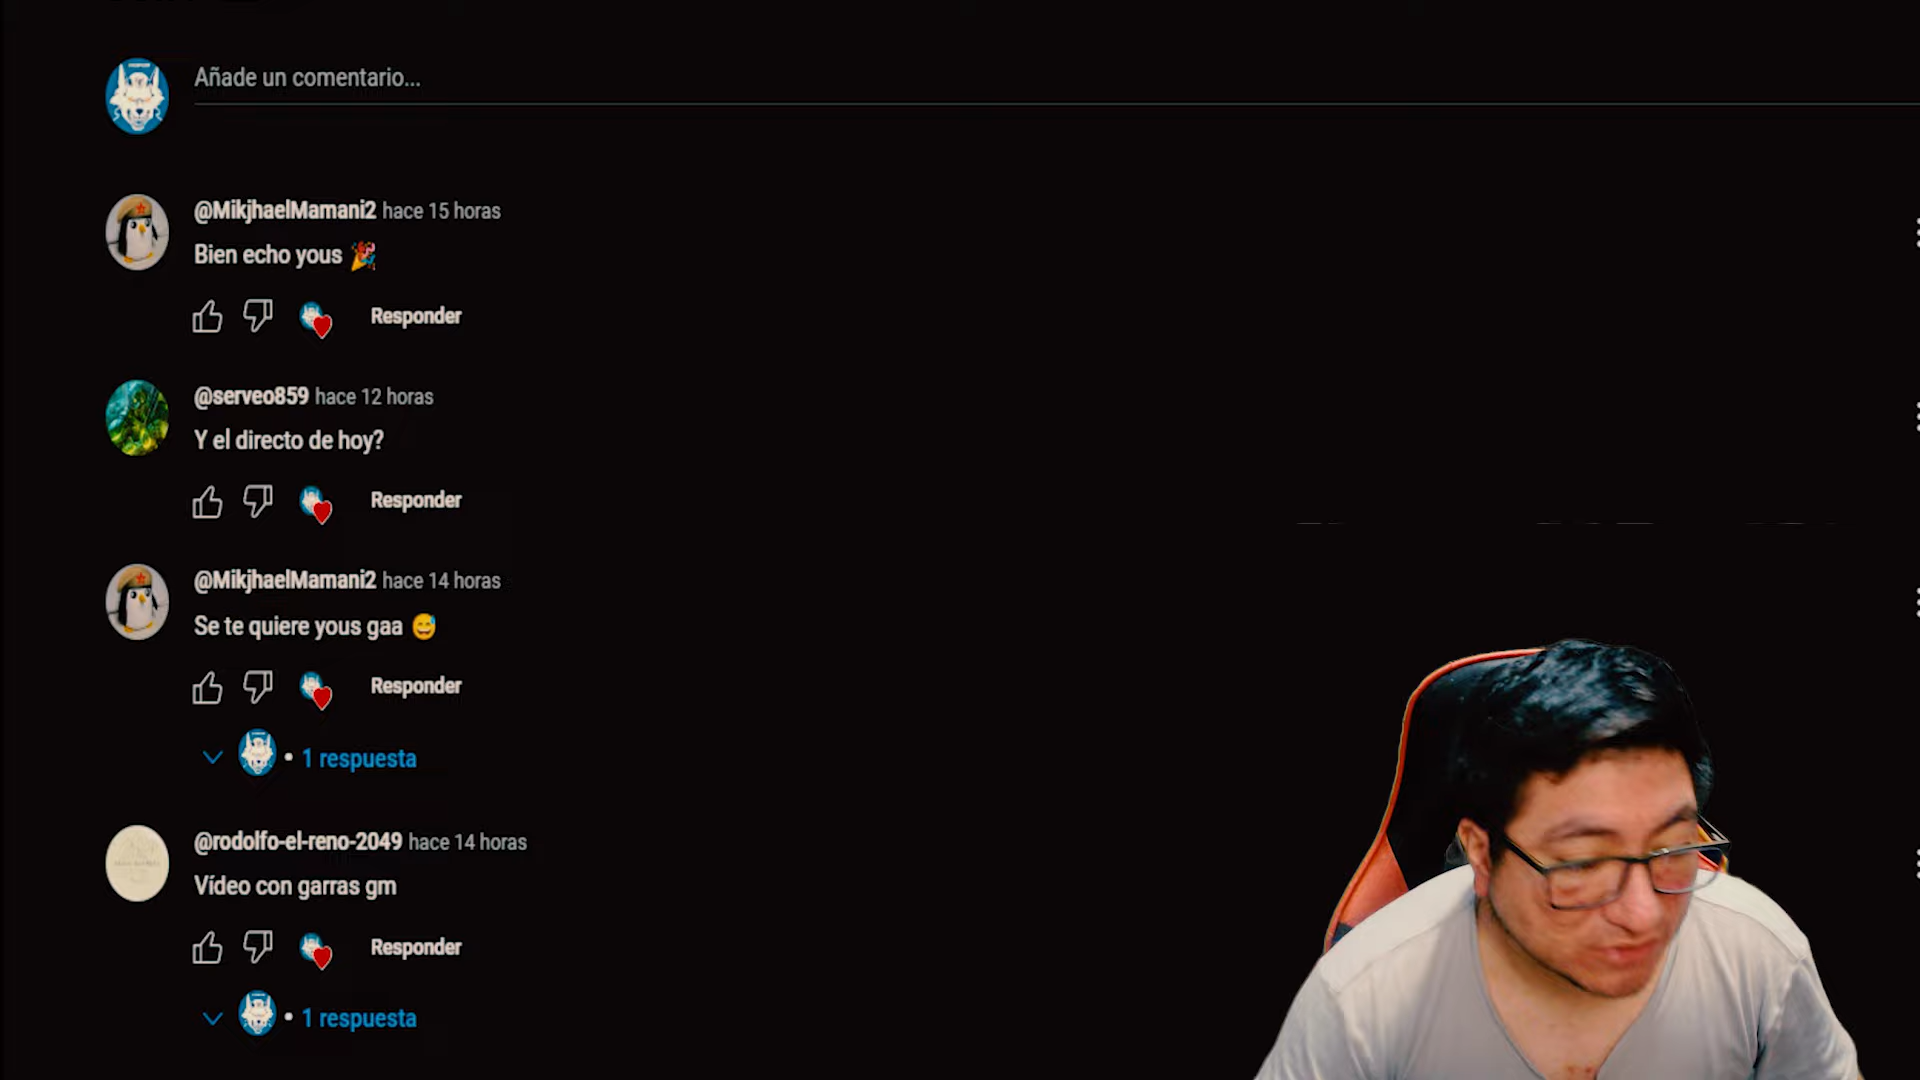 Añade un comentario...
@MikjhaelMamani2 hace 15 horas
Bien echo yous 🎉
Responder
@serveo859 hace 12 horas
Y el directo de hoy?
Responder
@MikjhaelMamani2 hace 14 horas
Se te quiere yous gaa 😅
Responder
• 1 respuesta
@rodolfo-el-reno-2049 hace 14 horas
Vídeo con garras gm
Responder
• 1 respuesta